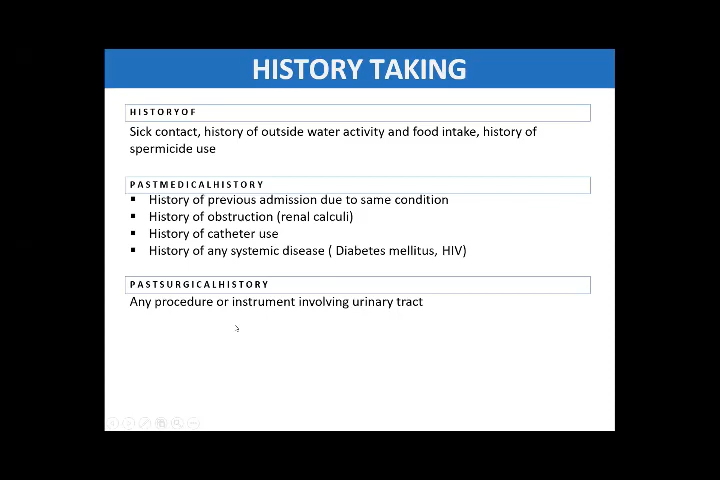 HISTORY TAKING
HISTORYOF
Sick contact, history of outside water activity and food intake, history of
spermicide use
PASTMEDICALHISTORY
▪ History of previous admission due to same condition
▪ History of obstruction (renal calculi)
▪ History of catheter use
▪ History of any systemic disease ( Diabetes mellitus, HIV)
PASTSURGICALHISTORY
Any procedure or instrument involving urinary tract